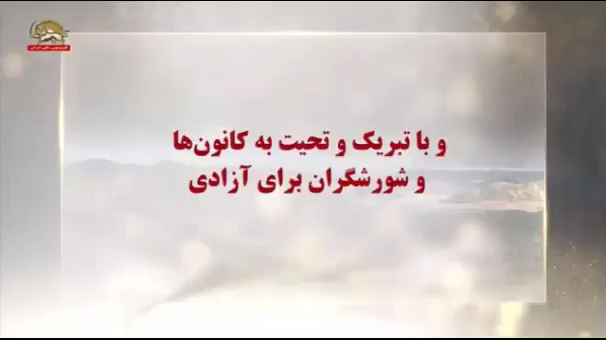 و با تبریک و تحیت به کانون‌ها
و شورشگران برای آزادی